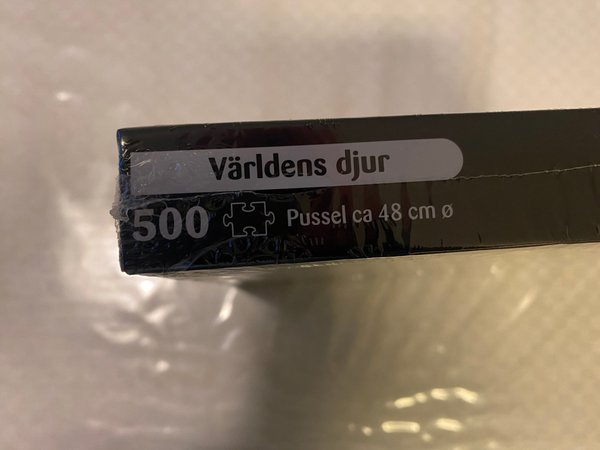 Världens djur
500 Pussel ca 48 cm ø